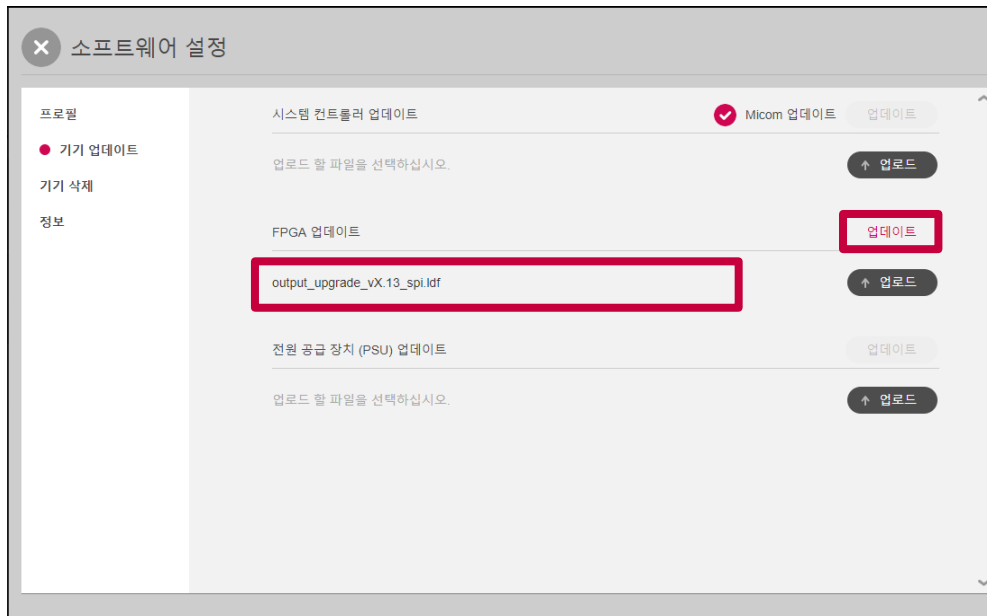 소프트웨어 설정
프로필
기기 업데이트
기기 삭제
정보
시스템 컨트롤러 업데이트
Micom 업데이트
업데이트
업로드 할 파일을 선택하십시오.
업로드
FPGA 업데이트
업데이트
output_upgrade_vX.13_spi.ldf
업로드
전원 공급 장치 (PSU) 업데이트
업데이트
업로드 할 파일을 선택하십시오.
업로드